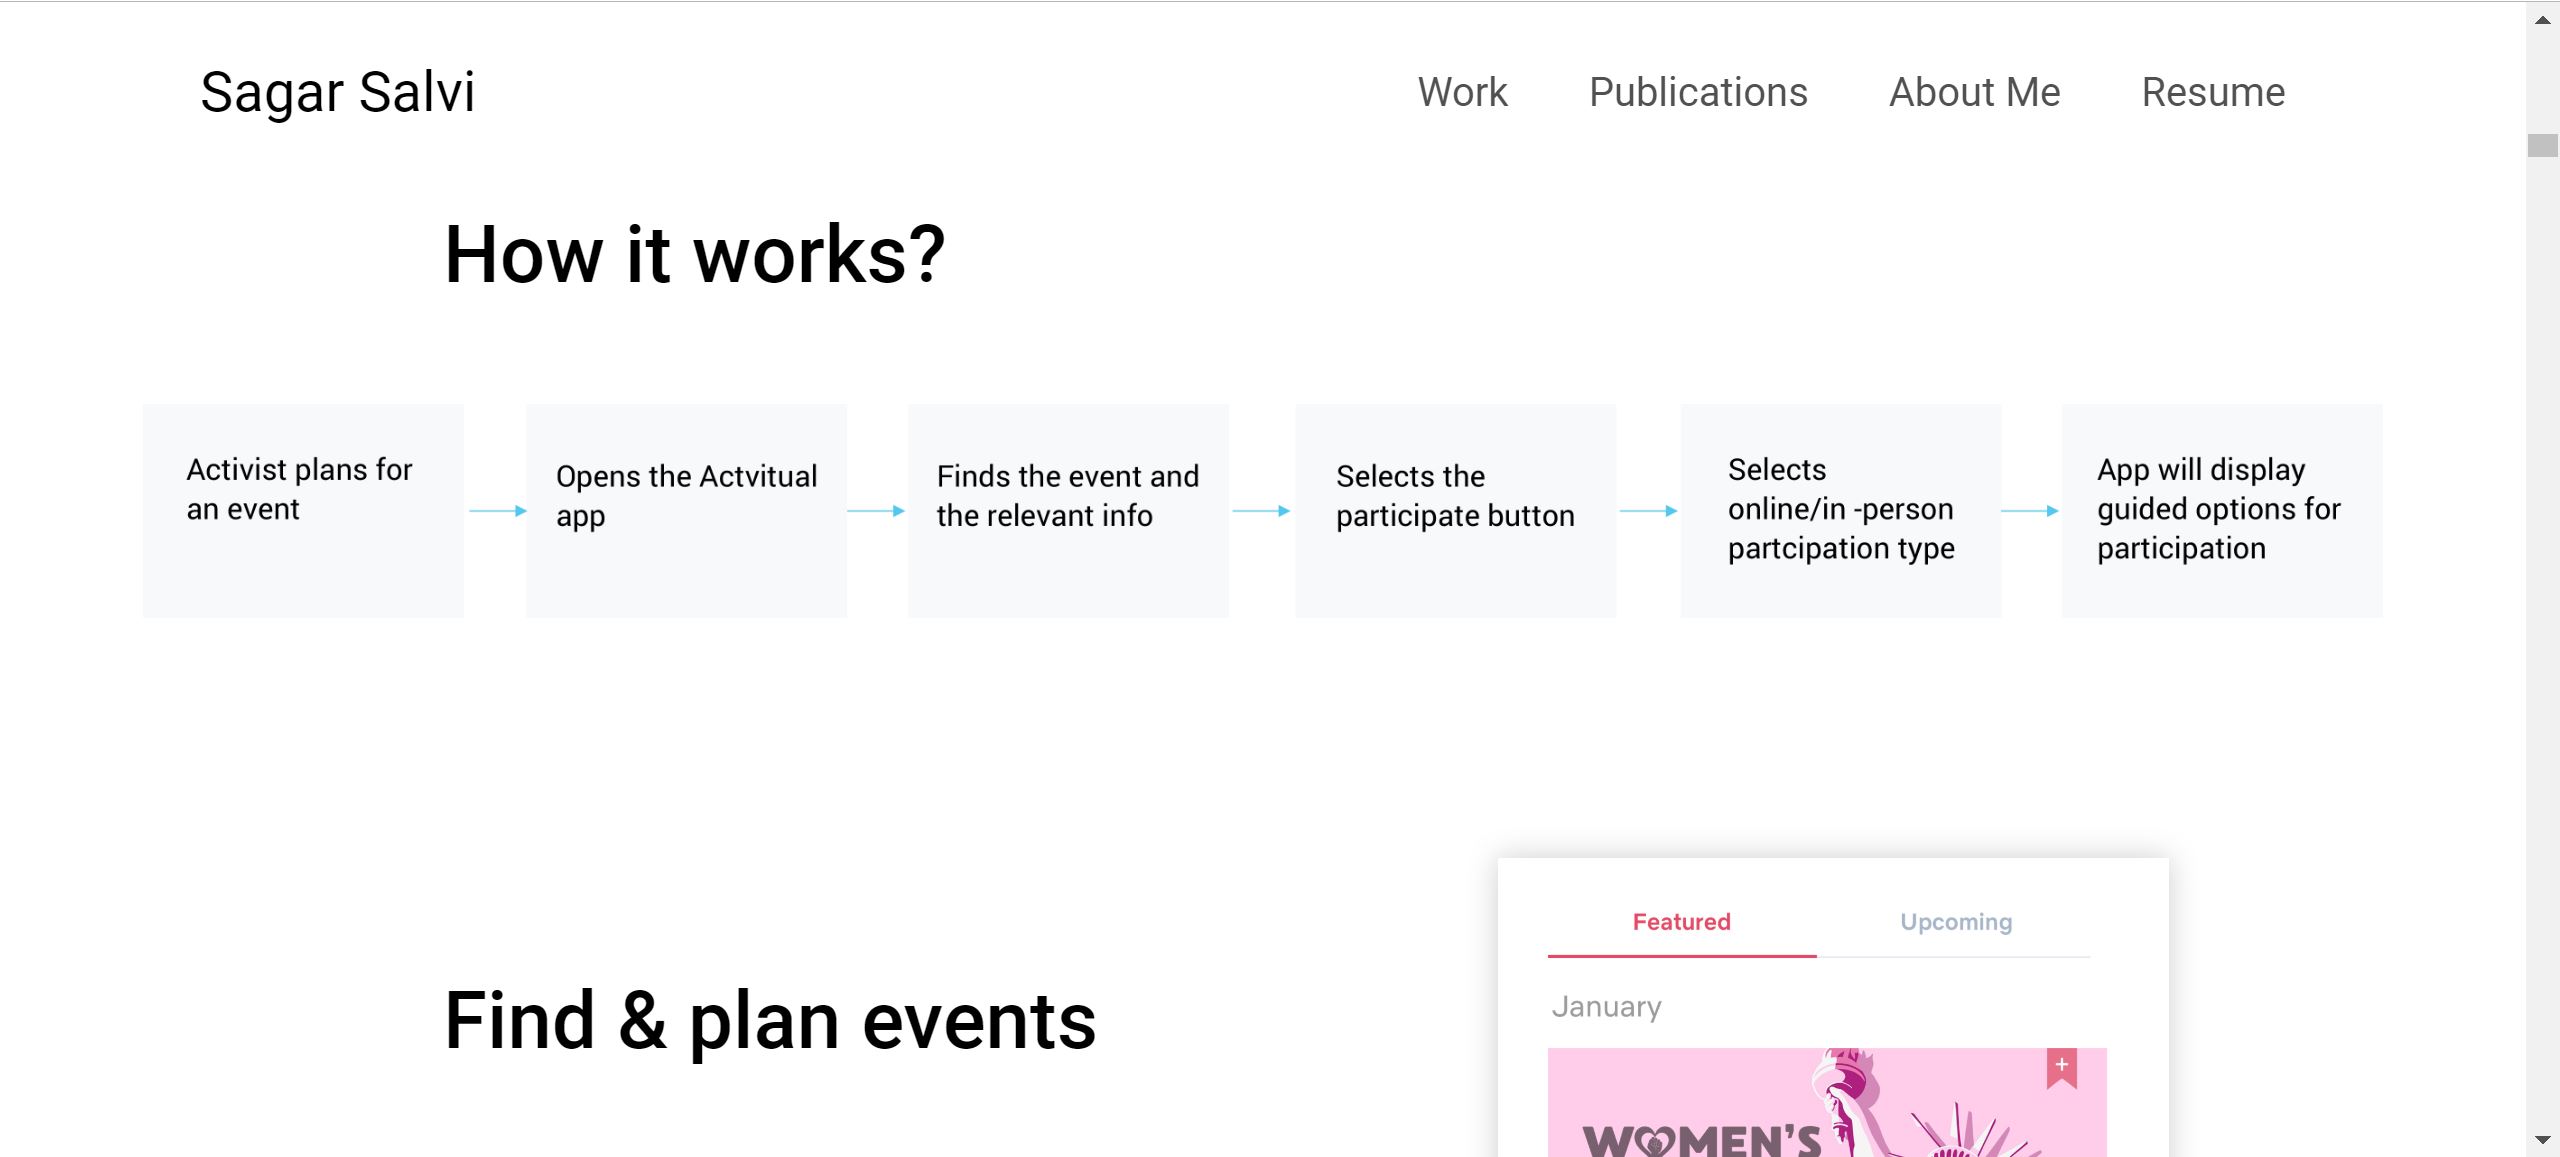 Sagar Salvi
Work
Publications
About Me
Resume
How it works?
Activist plans for
an event
Opens the Actvitual
app
Finds the event and
the relevant info
Selects the
participate button
Selects
online/in -person
partcipation type
App will display
guided options for
participation
Find & plan events
Featured
Upcoming
January
WOMEN'S